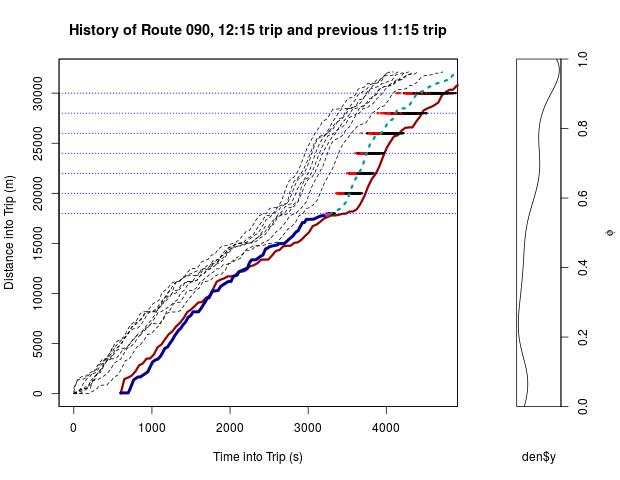 History of Route 090, 12:15 trip and previous 11:15 trip
Distance Into Trip (m)
30000
25000
20000
15000
10000
5000
0
0 1000 2000 3000 4000
Time into Trip (s)
1.0
0.8
0.6
0.4
0.2
0.0
ϕ
den$y